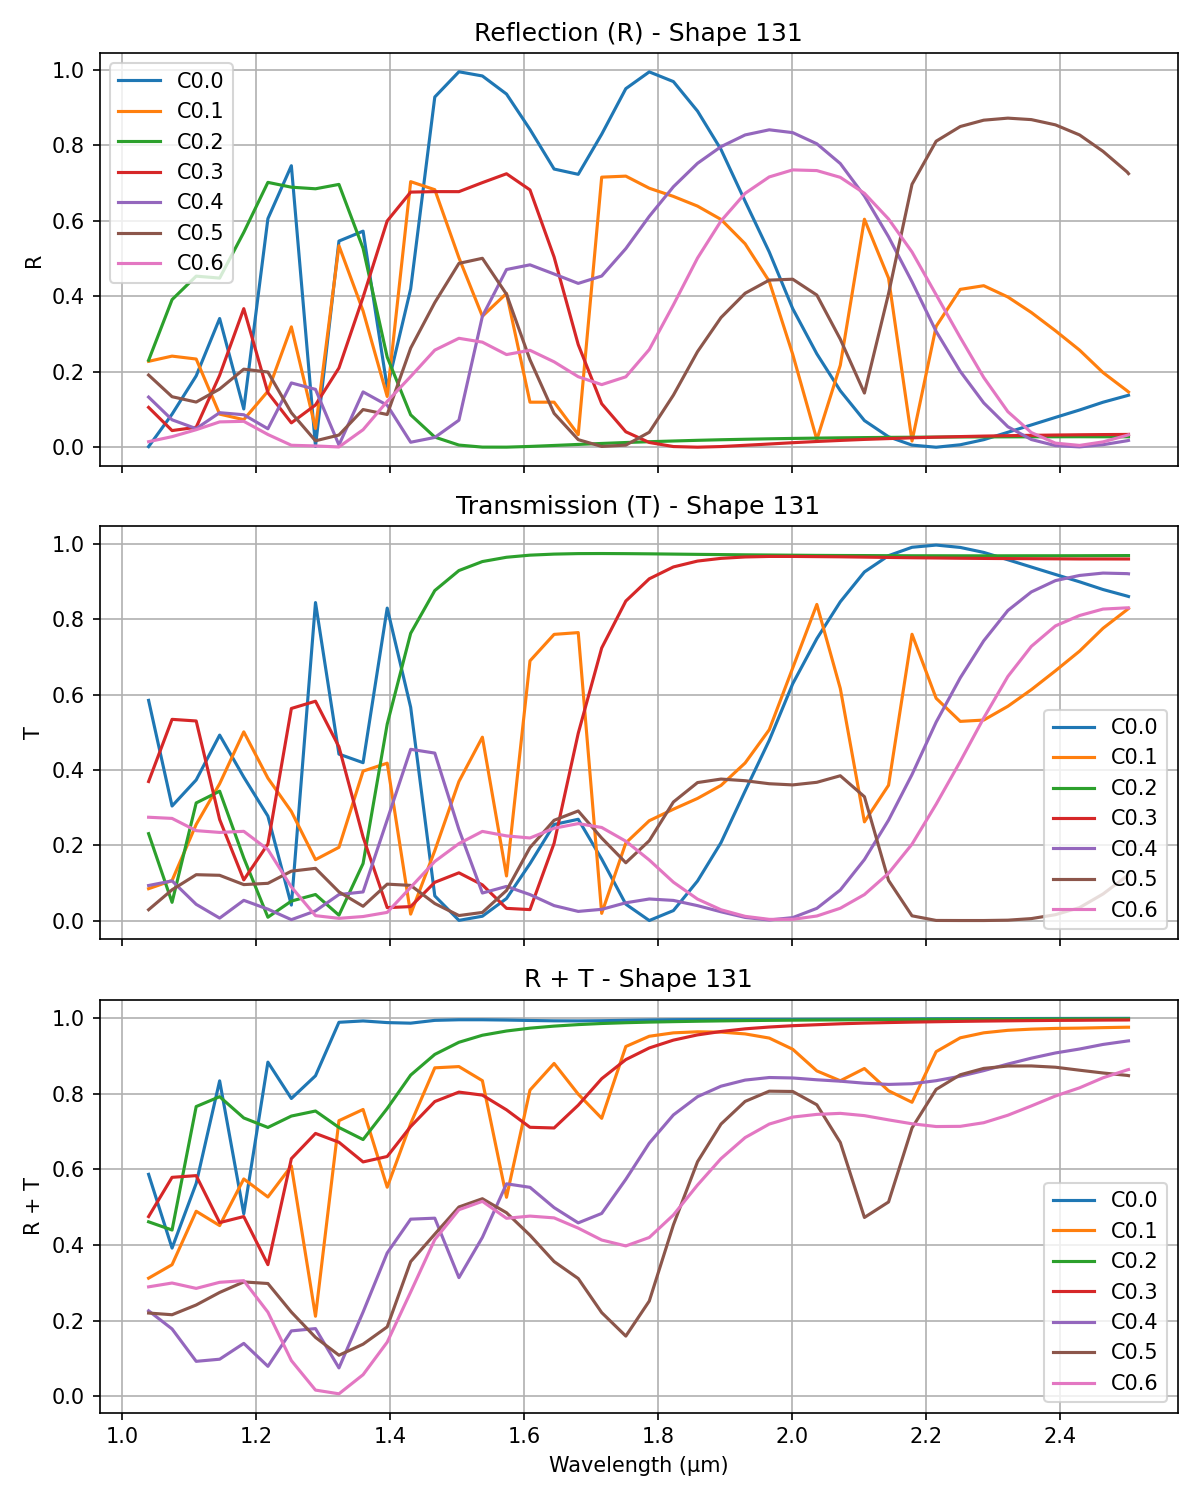 Reflection (R) - Shape 131
1.0
0.8
0.6
0.4
0.2
0.0
R
C0.0
C0.1
C0.2
C0.3
C0.4
C0.5
C0.6
Transmission (T) - Shape 131
1.0
0.8
0.6
0.4
0.2
0.0
T
C0.0
C0.1
C0.2
C0.3
C0.4
C0.5
C0.6
R + T - Shape 131
1.0
0.8
0.6
0.4
0.2
0.0
R + T
C0.0
C0.1
C0.2
C0.3
C0.4
C0.5
C0.6
1.0 1.2 1.4 1.6 1.8 2.0 2.2 2.4
Wavelength (μm)